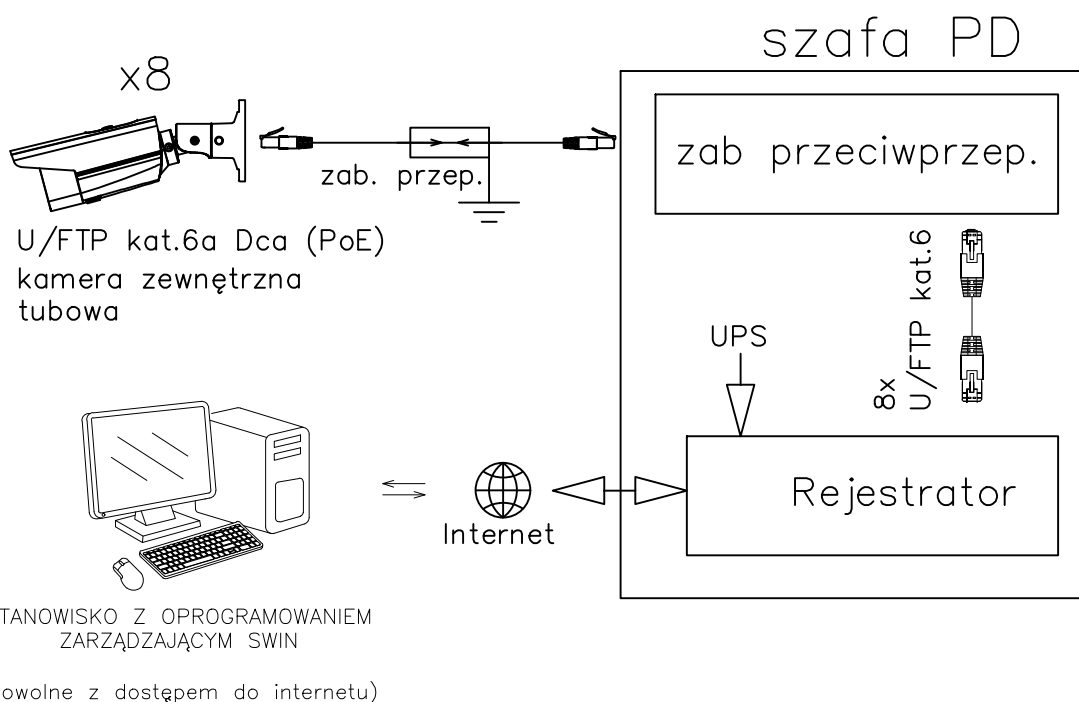 szafa PD
x8
zab przeciwprzep.
zab. przep.
U/FTP kat.6a Dca (PoE)
kamera zewnętrzna
tubowa
8x
U/FTP kat.6
UPS
Rejestrator
Internet
TANOWISKO Z OPROGRAMOWANIEM
ZARZĄDZAJĄCYM SWIN
owolne z dostępem do internetu)